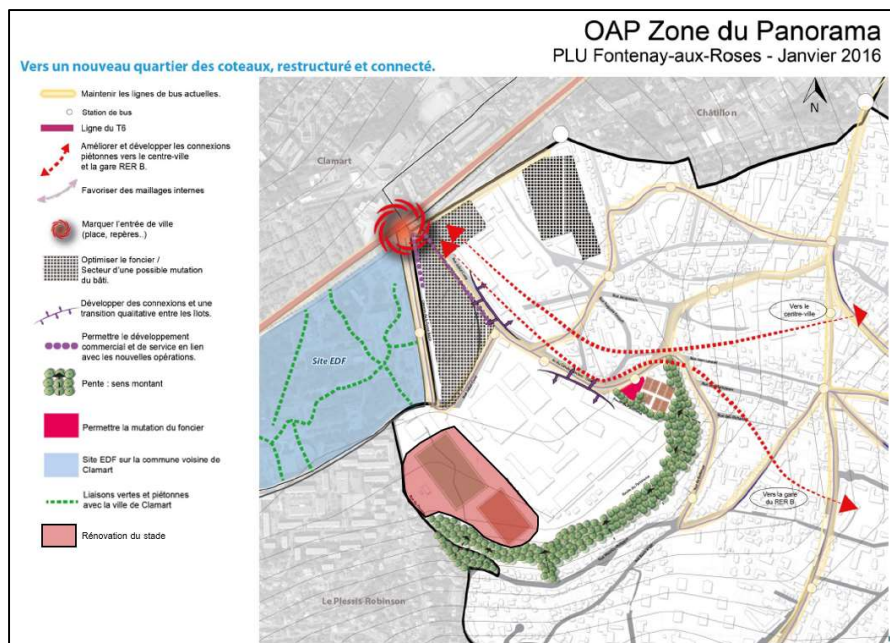 OAP Zone du Panorama
PLU Fontenay-aux-Roses - Janvier 2016
Vers un nouveau quartier des coteaux, restructuré et connecté.
Maintenir les lignes de bus actuelles.
Station de bus
Ligne du T6
Améliorer et développer les connexions
piétonnes vers le centre-ville
et la gare RER B.
Favoriser des maillages internes
Marquer l'entrée de ville
(place, repères..)
Optimiser le foncier /
Secteur d'une possible mutation
du bâti.
Développer des connexions et une
transition qualitative entre les îlots.
Permettre le développement
commercial et de service en lien
avec les nouvelles opérations.
Pente : sens montant
Permettre la mutation du foncier
Site EDF sur la commune voisine de
Clamart
Liaisons vertes et piétonnes
avec la ville de Clamart
Rénovation du stade
N
Châtillon
Clamart
Vers le
centre-ville
Site EDF
Vers la gare
du RER B.
Le Plessis-Robinson